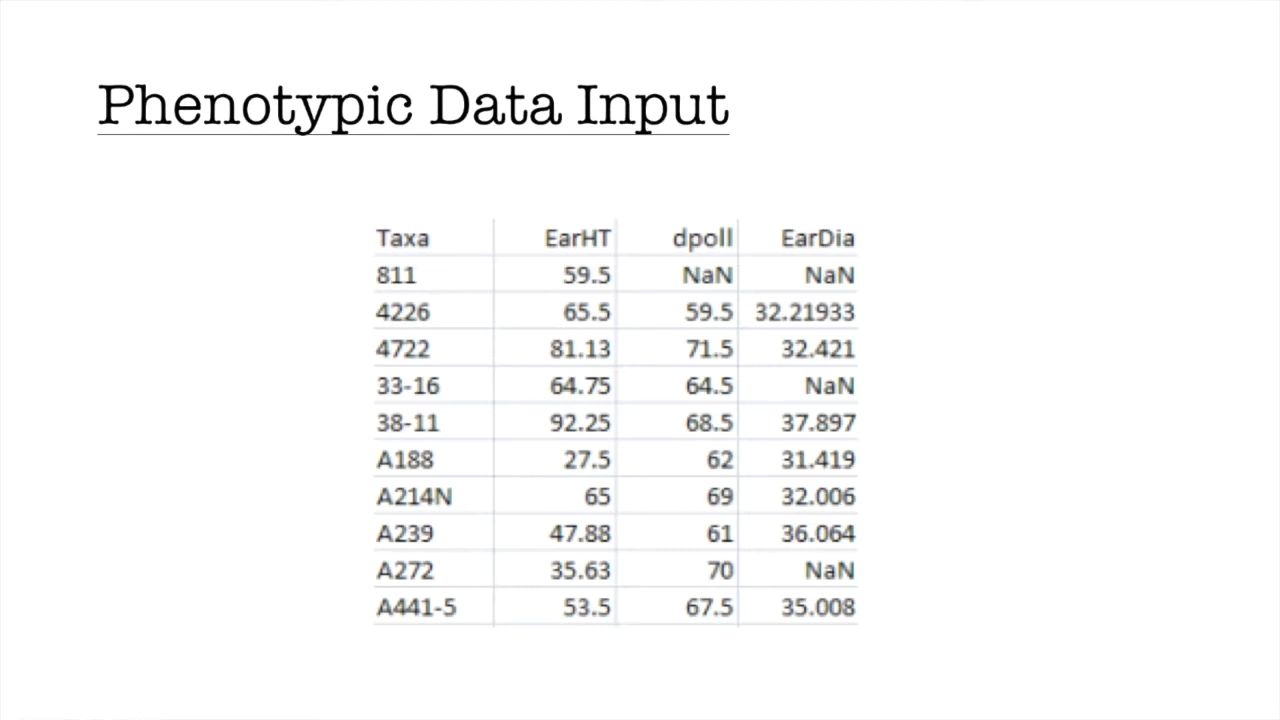 Phenotypic Data Input
Taxa EarHT dpoll EarDia
811 59.5 NaN NaN
4226 65.5 59.5 32.21933
4722 81.13 71.5 32.421
33-16 64.75 64.5 NaN
38-11 92.25 68.5 37.897
A188 27.5 62 31.419
A214N 65 69 32.006
A239 47.88 61 36.064
A272 35.63 70 NaN
A441-5 53.5 67.5 35.008